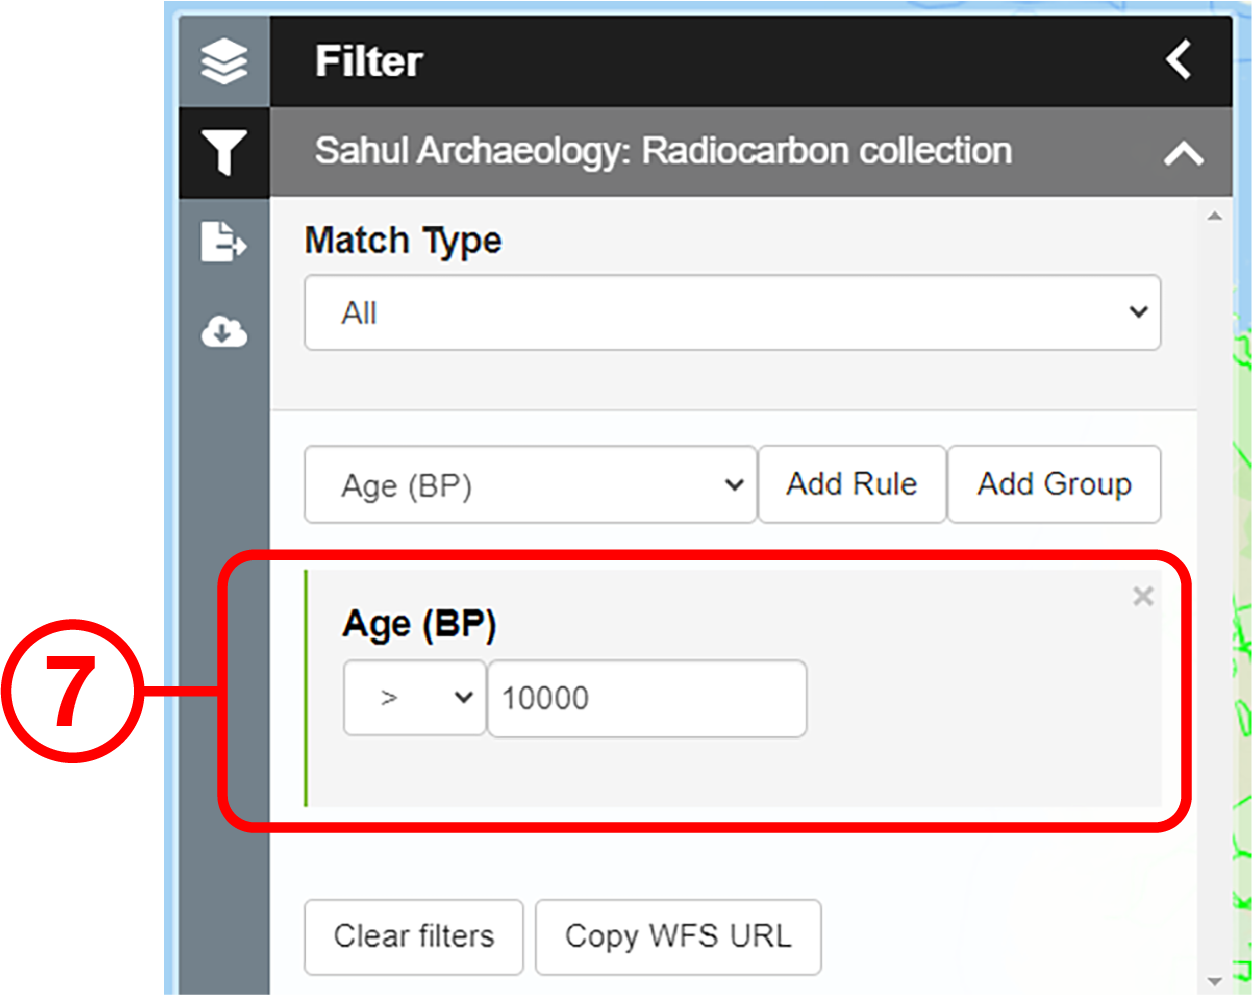 Filter
Sahul Archaeology: Radiocarbon collection
Match Type
All
Age (BP) Add Rule Add Group
Age (BP)
7
> 10000
Clear filters Copy WFS URL